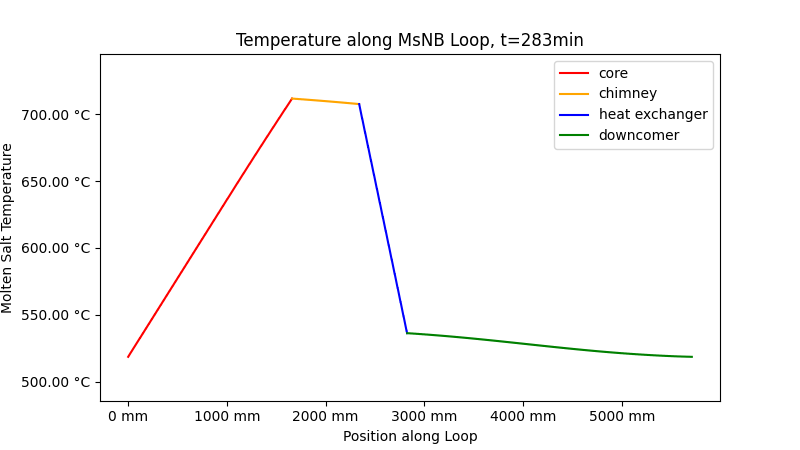 Temperature along MsNB Loop, t=283min
core
chimney
heat exchanger
downcomer
Molten Salt Temperature
700.00 °C
650.00 °C
600.00 °C
550.00 °C
500.00 °C
0 mm 1000 mm 2000 mm 3000 mm 4000 mm 5000 mm
Position along Loop